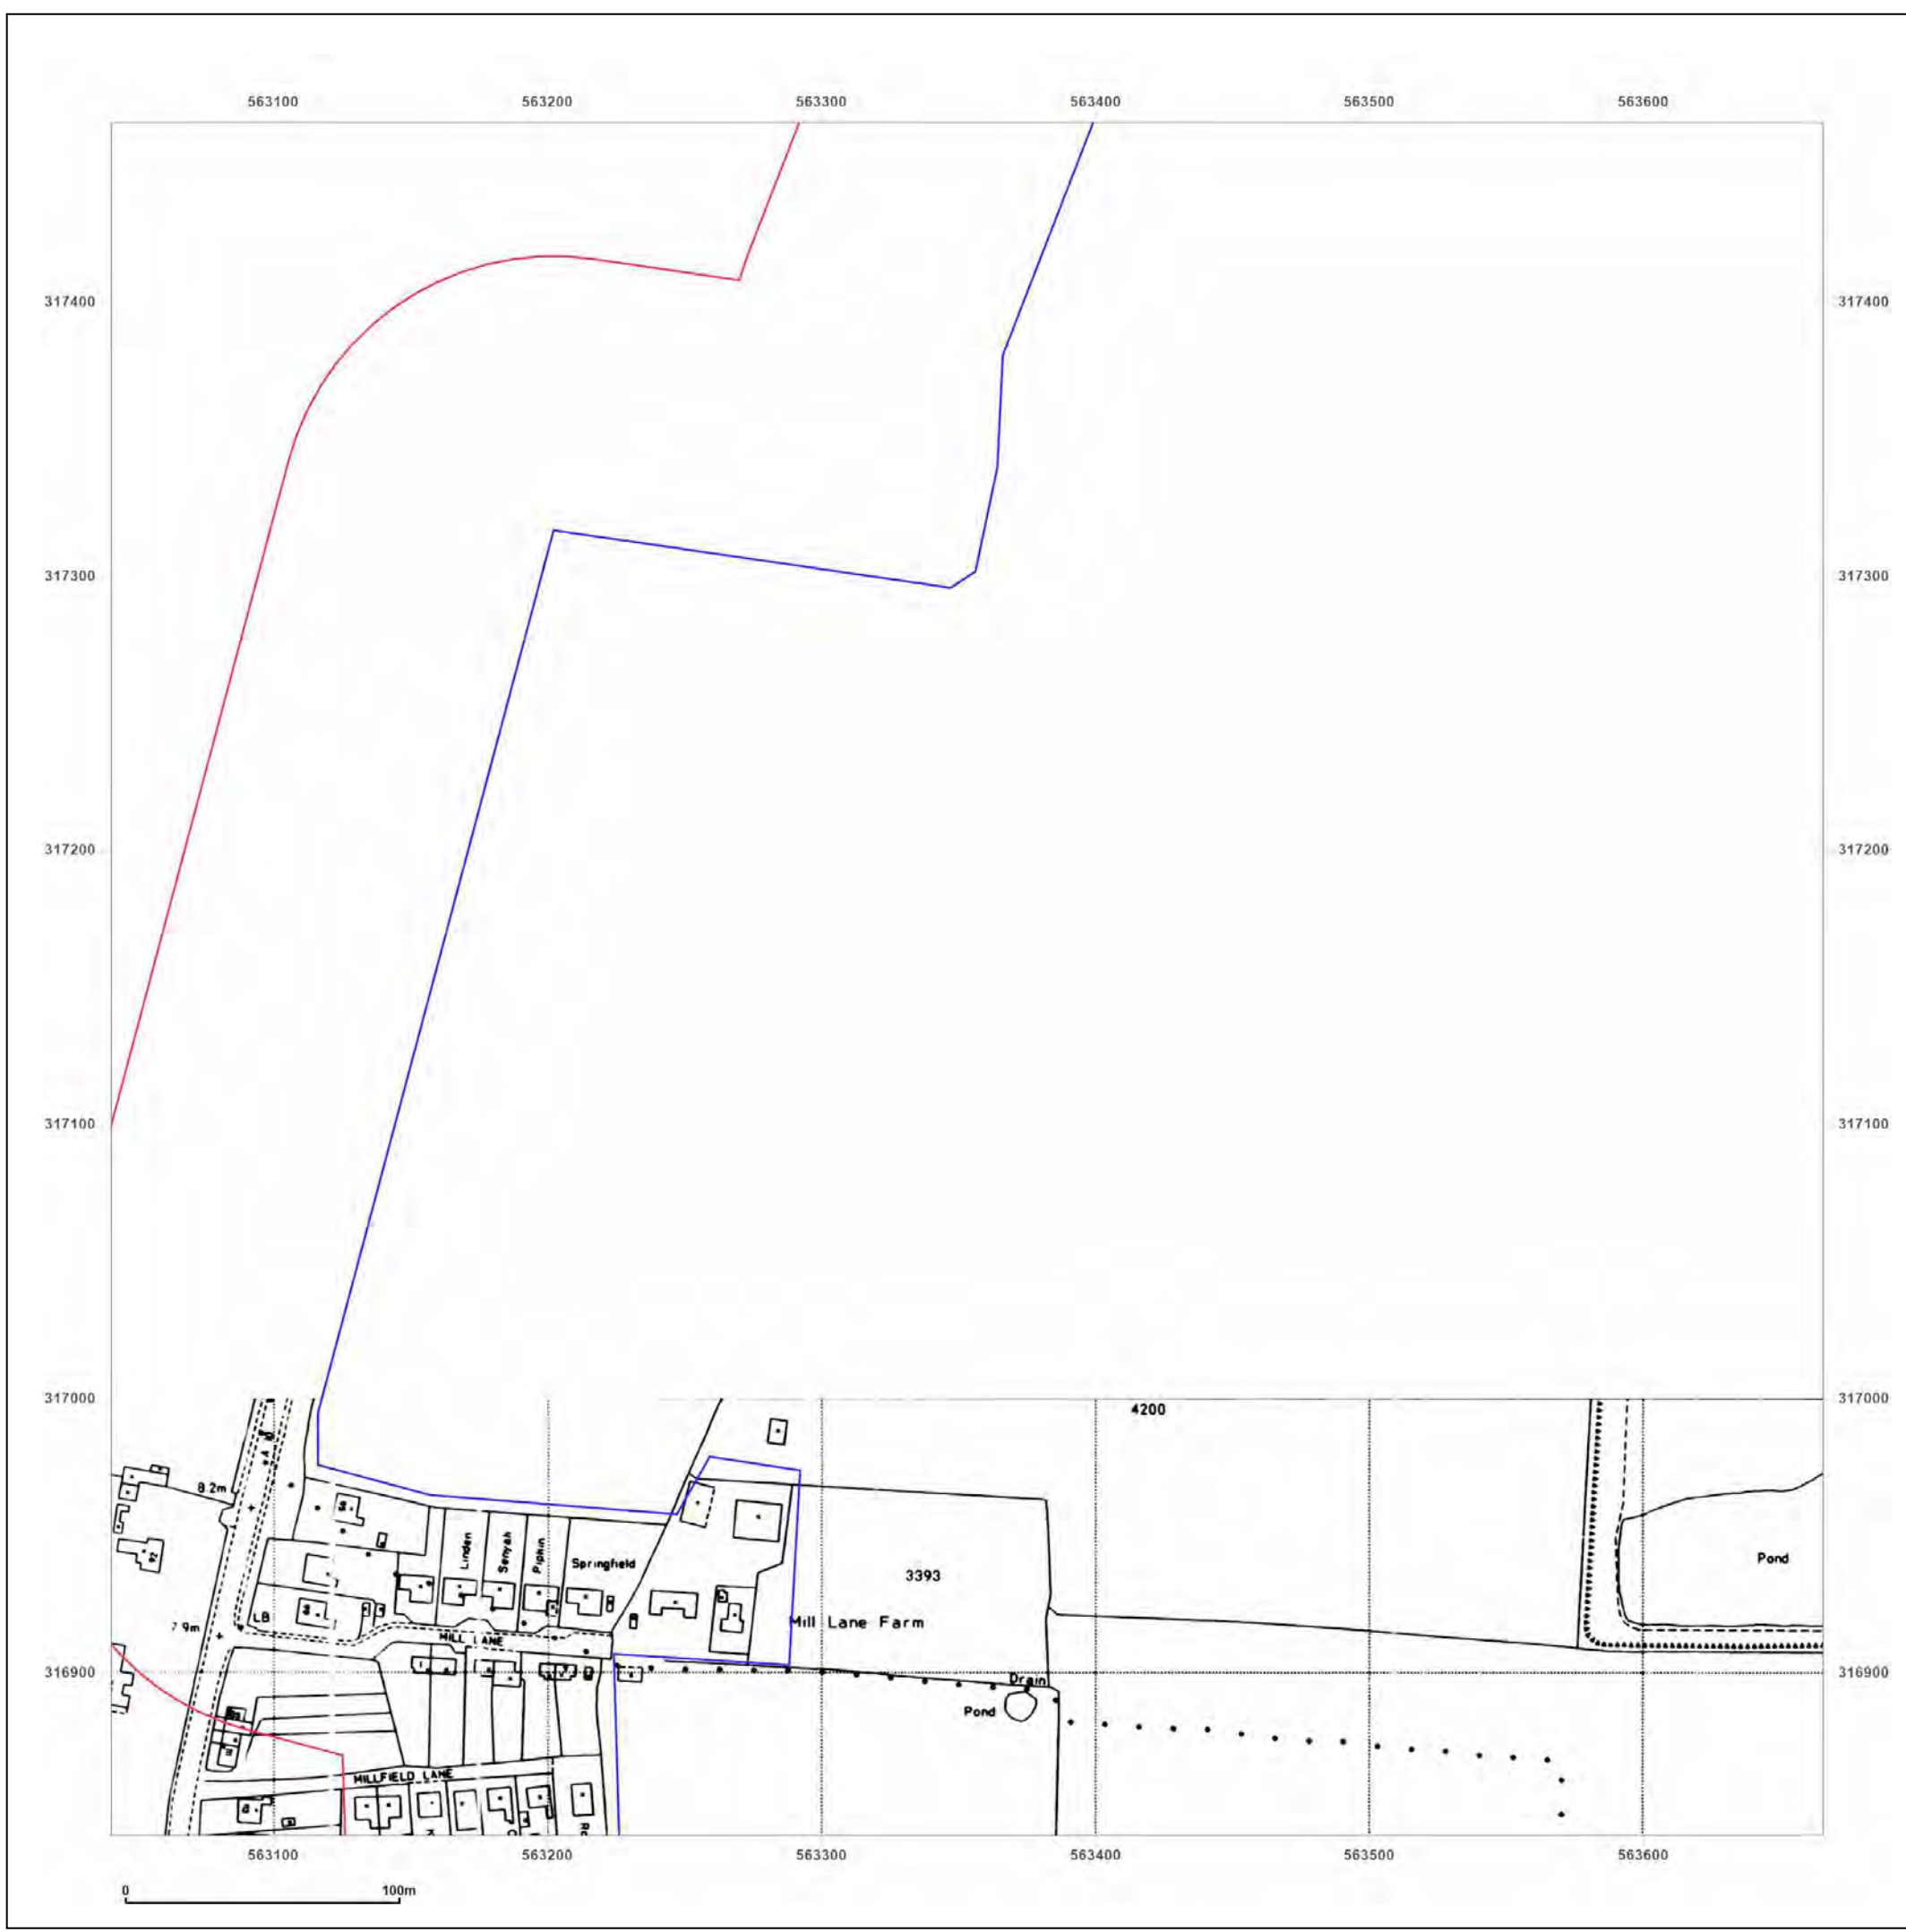 563100 563200 563300 563400 563500 563600
317400 317400
317300 317300
317200 317200
317100 317100
317000 317000
4200
8.2m
Linden
Senyah
Pipkin
Springfield
92
Pond
3393
LB
7.9m
Mill Lane Farm
MILL LANE
316900 316900
Drain
Pond
MILLFIELD LANE
563100 563200 563300 563400 563500 563600
0 100m